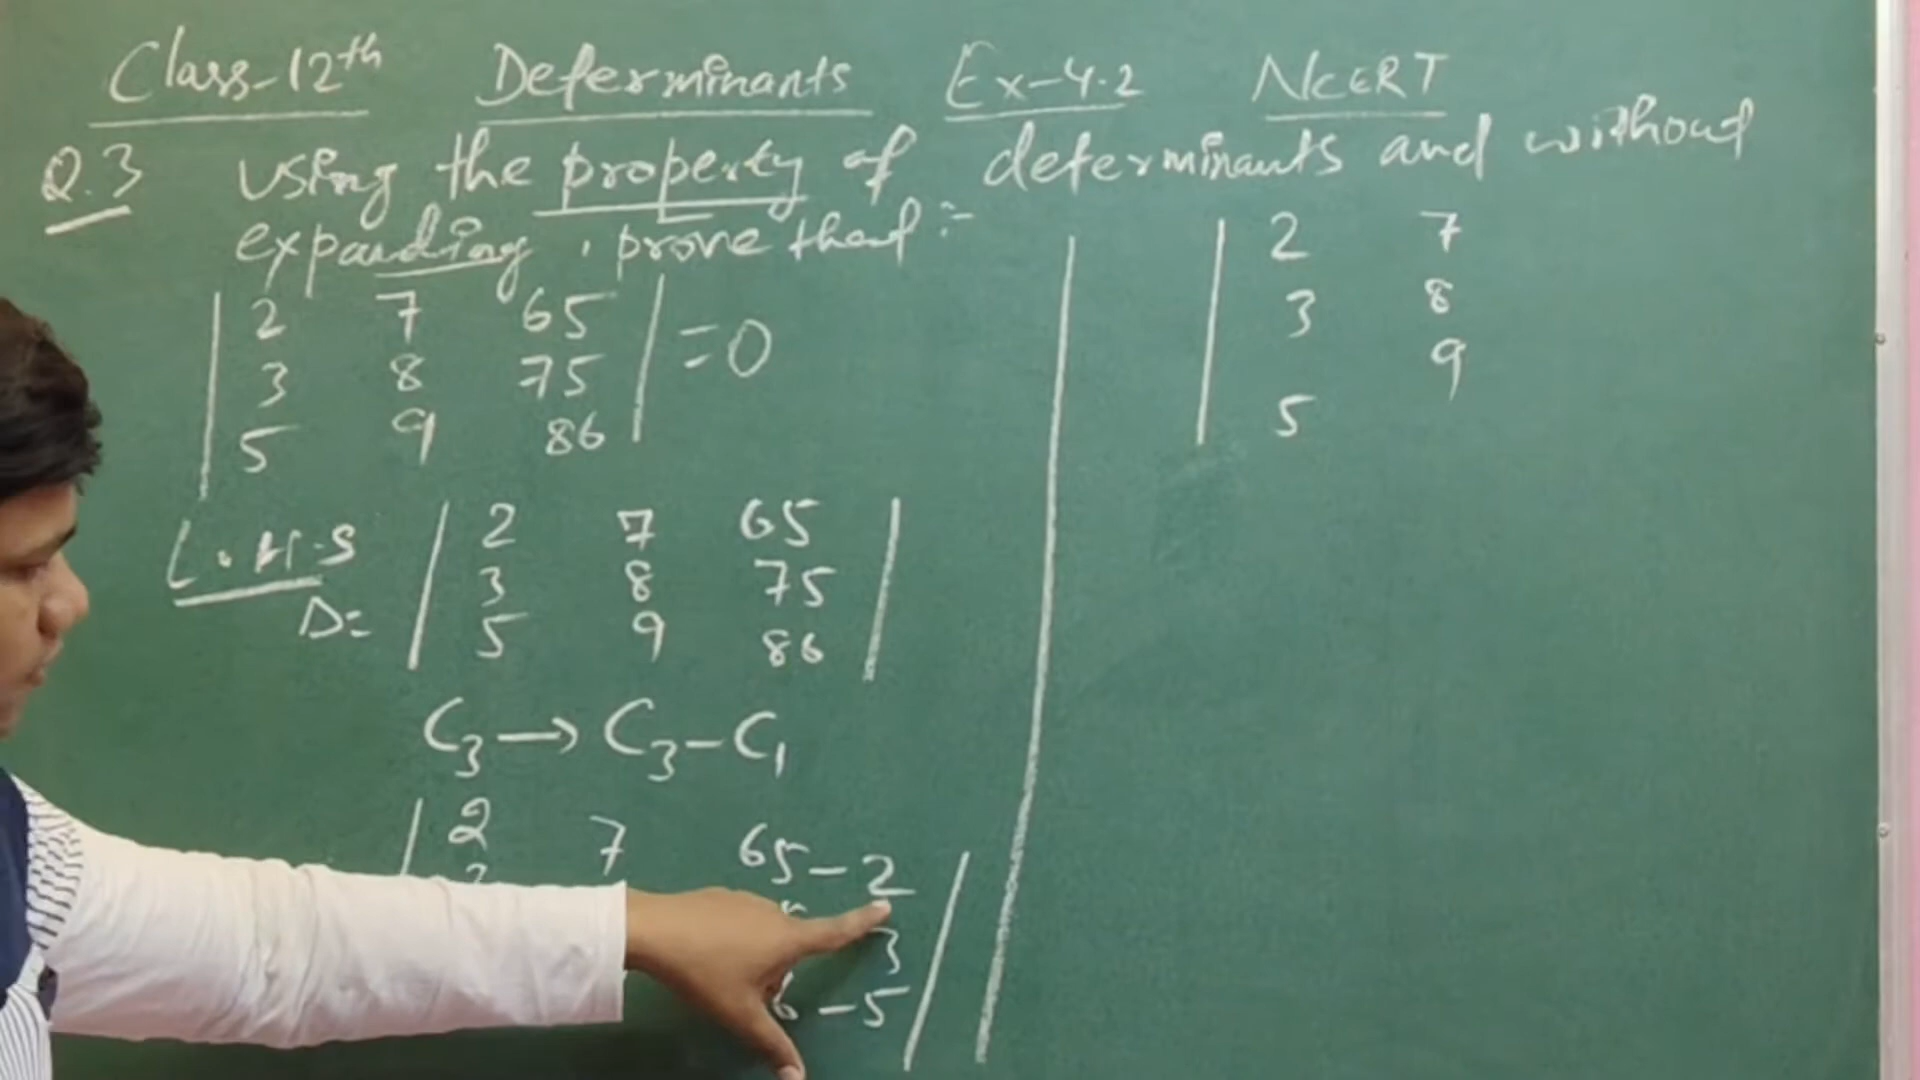 Class-12th Determinants Ex-4.2 NCERT
Q.3 using the property of determinants and without
expanding, prove that :-
| 2 7 65 |
| 3 8 75 | = 0
| 5 9 86 |
L.H.S
D= | 2 7 65 |
| 3 8 75 |
| 5 9 86 |
C3 → C3 - C1
| 2 7 65 - 2 |
3
- 5 |
| 2 7
3 8
5 9